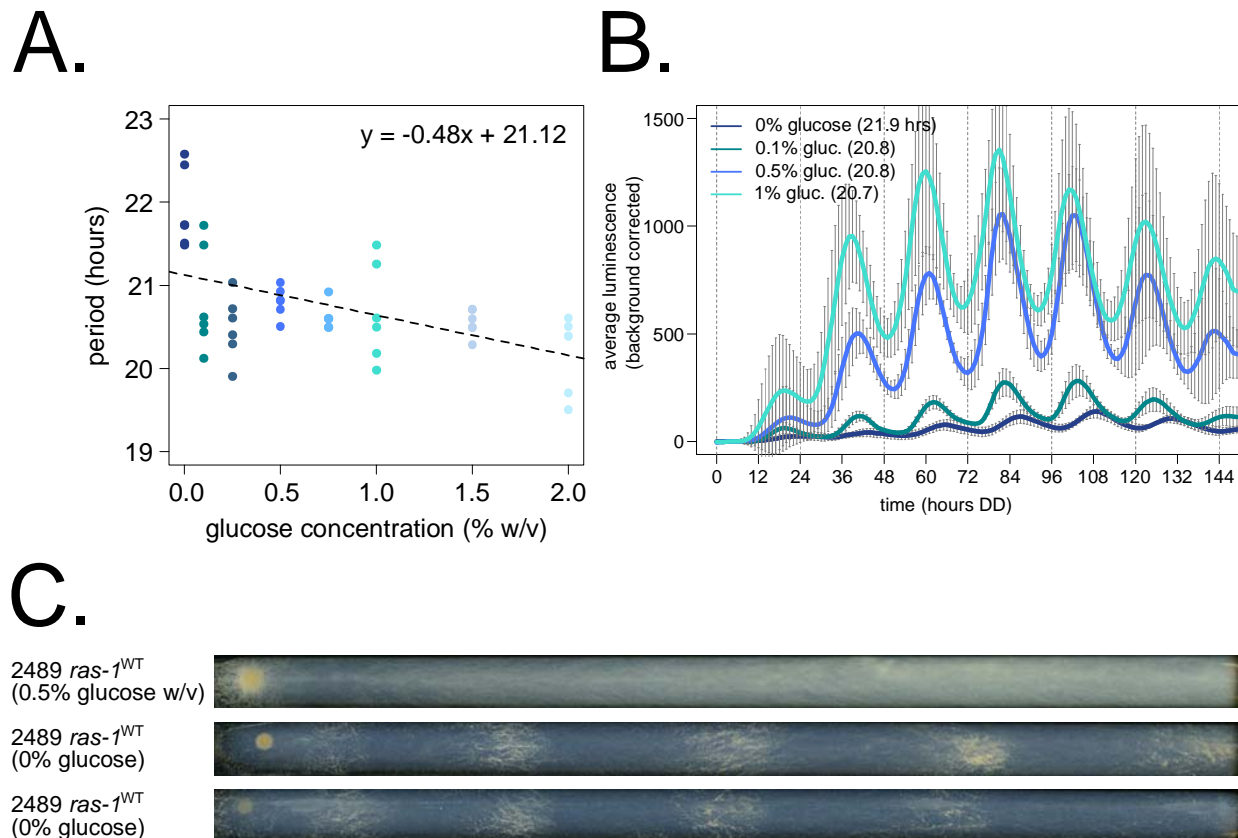 A.
23
22
21
20
19
period (hours)
y = -0.48x + 21.12
0.0 0.5 1.0 1.5 2.0
glucose concentration (% w/v)
B.
1500
1000
500
0
average luminescence
(background corrected)
0% glucose (21.9 hrs)
0.1% gluc. (20.8)
0.5% gluc. (20.8)
1% gluc. (20.7)
0 12 24 36 48 60 72 84 96 108 120 132 144
time (hours DD)
C.
2489 ras-1WT
(0.5% glucose w/v)
2489 ras-1WT
(0% glucose)
2489 ras-1WT
(0% glucose)